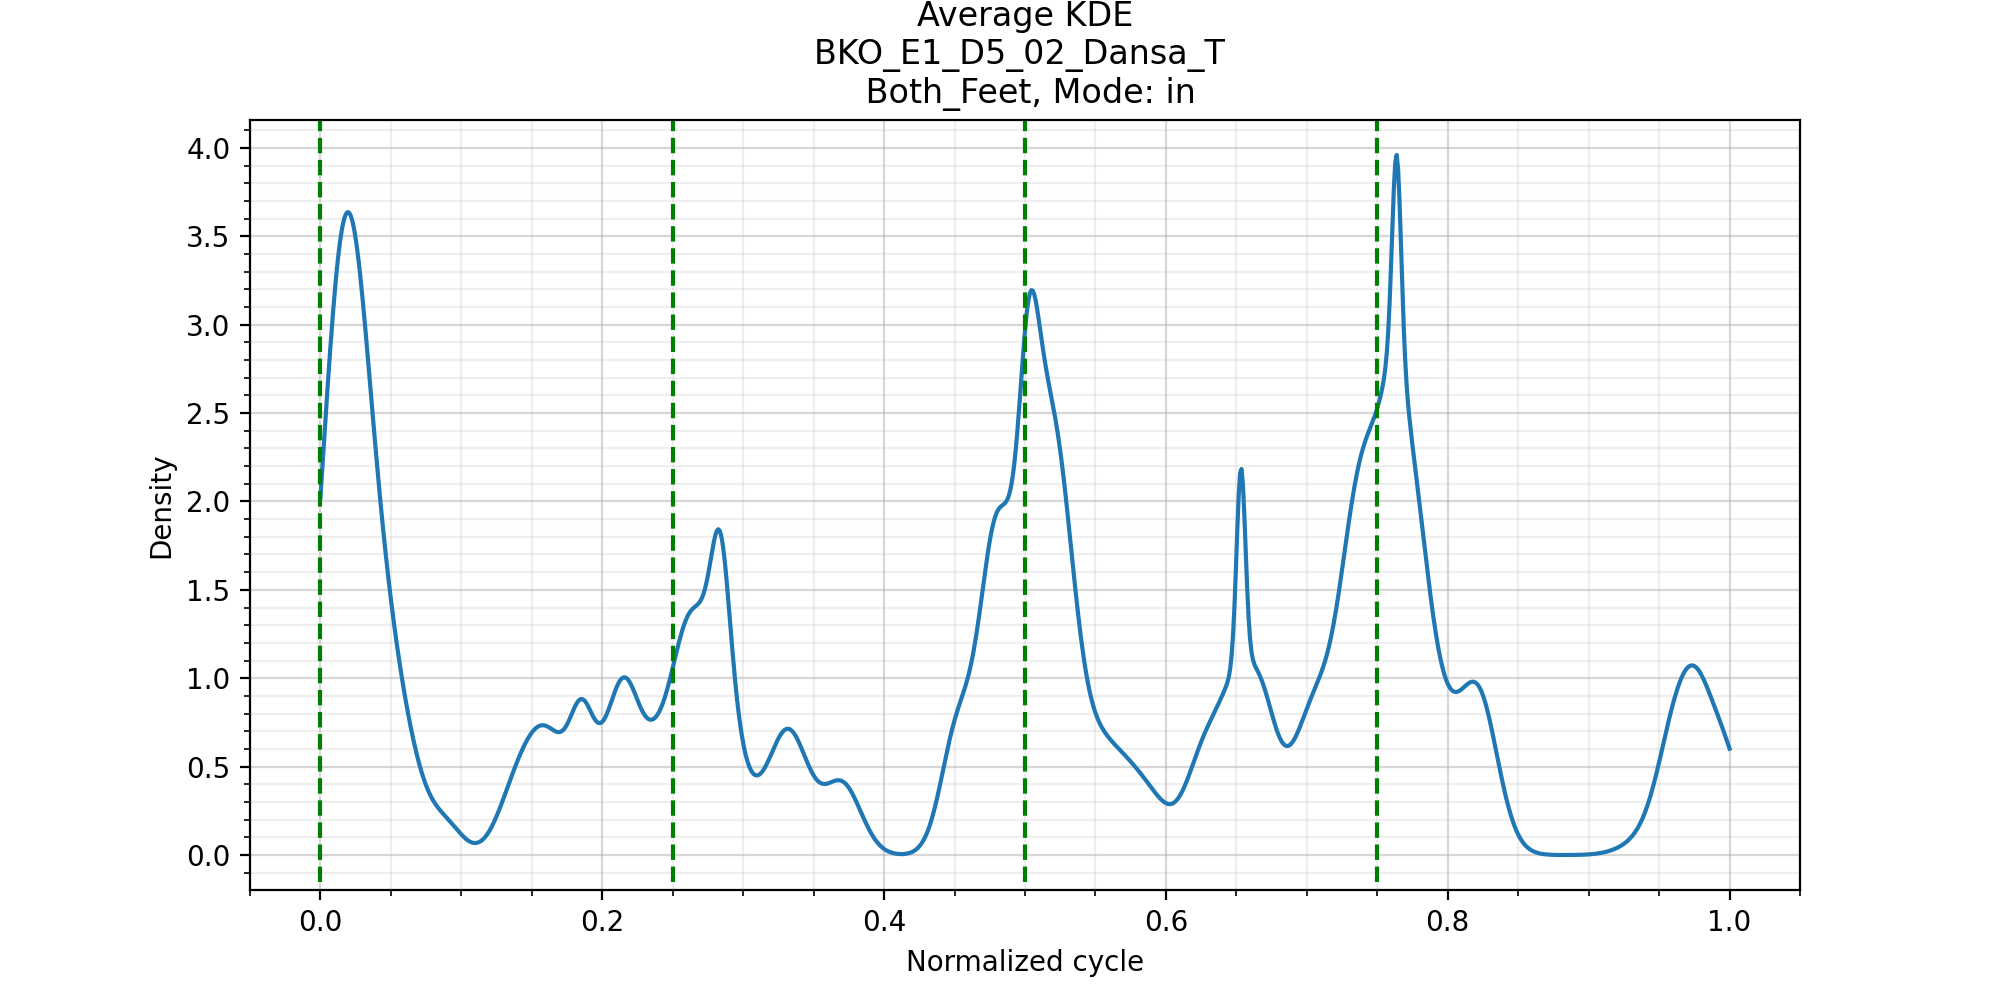 Average KDE
BKO_E1_D5_02_Dansa_T
Both_Feet, Mode: in
4.0
3.5
3.0
2.5
2.0
1.5
1.0
0.5
0.0
Density
0.0 0.2 0.4 0.6 0.8 1.0
Normalized cycle